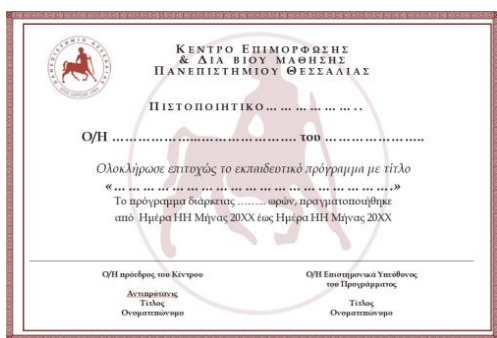 ΚΕΝΤΡΟ ΕΠΙΜΟΡΦΩΣΗΣ
& ΔΙΑ ΒΙΟΥ ΜΑΘΗΣΗΣ
ΠΑΝΕΠΙΣΤΗΜΙΟΥ ΘΕΣΣΑΛΙΑΣ
ΠΙΣΤΟΠΟΙΗΤΙΚΟ... ... ... ... ... ..
Ο/Η ........................................... του .......................
Ολοκλήρωσε επιτυχώς το εκπαιδευτικό πρόγραμμα με τίτλο
«... ... ... ... ... ... ... ... ... ... ... ... ... ... ... ... ... ... ... ....»
Το πρόγραμμα διάρκειας ........ ωρών, πραγματοποιήθηκε
από Ημέρα ΗΗ Μήνας 20ΧΧ έως Ημέρα ΗΗ Μήνας 20ΧΧ
Ο/Η πρόεδρος του Κέντρου
Αντιπρύτανις
Τίτλος
Ονοματεπώνυμο
Ο/Η Επιστημονικά Υπεύθυνος
του Προγράμματος
Τίτλος
Ονοματεπώνυμο